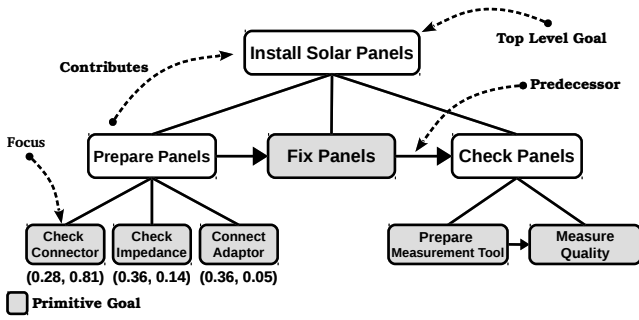 Install Solar Panels
Top Level Goal
Contributes
Predecessor
Focus
Prepare Panels
Fix Panels
Check Panels
Check
Connector
Check
Impedance
Connect
Adaptor
Prepare
Measurement Tool
Measure
Quality
(0.28, 0.81) (0.36, 0.14) (0.36, 0.05)
Primitive Goal